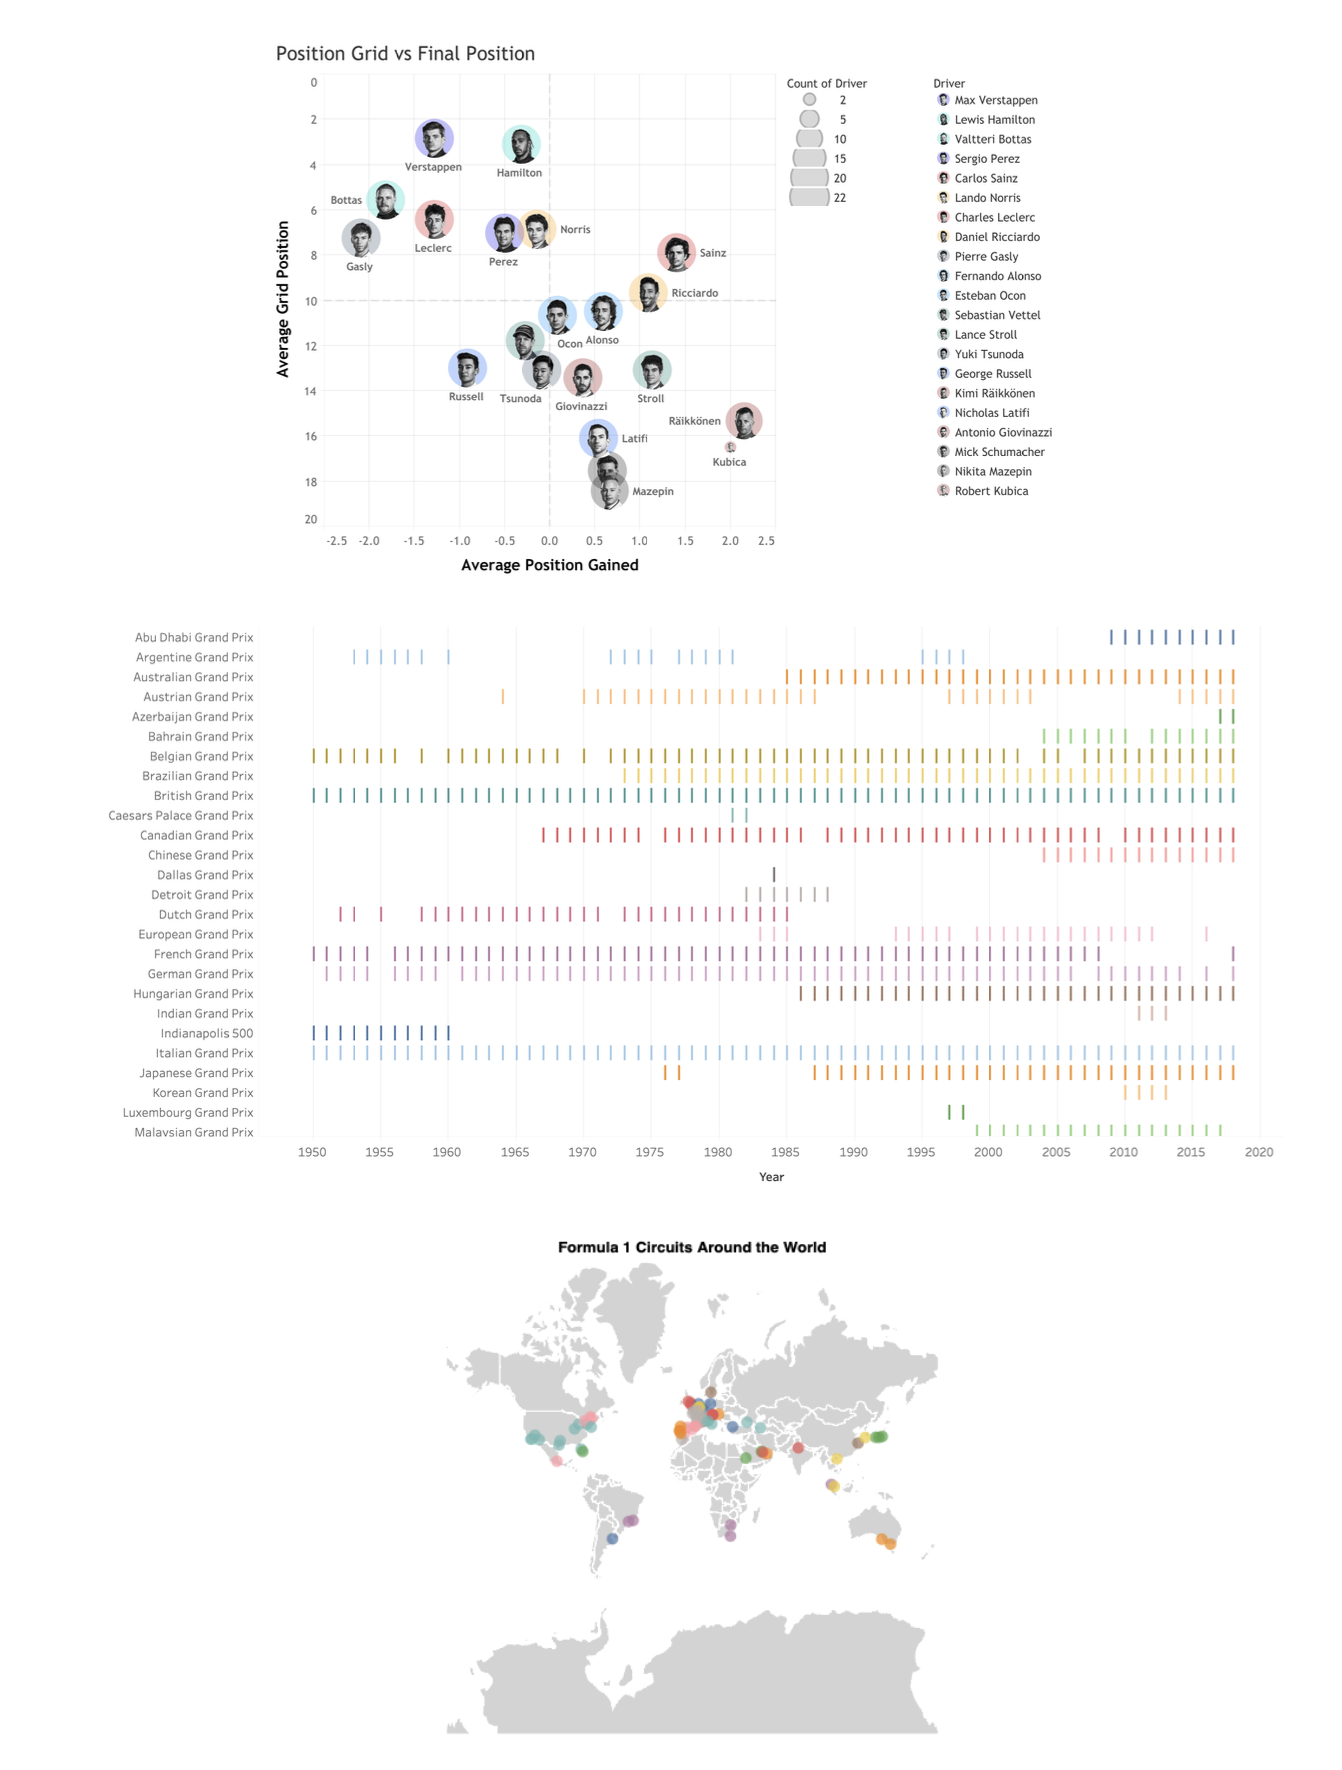 Position Grid vs Final Position
Average Grid Position
0
2
4
6
8
10
12
14
16
18
20
Verstappen
Hamilton
Bottas
Leclerc
Gasly
Perez
Norris
Sainz
Ricciardo
Ocon
Alonso
Russell
Tsunoda
Giovinazzi
Stroll
Räikkönen
Latifi
Kubica
Mazepin
-2.5 -2.0 -1.5 -1.0 -0.5 0.0 0.5 1.0 1.5 2.0 2.5
Average Position Gained
Count of Driver
2
5
10
15
20
22
Driver
Max Verstappen
Lewis Hamilton
Valtteri Bottas
Sergio Perez
Carlos Sainz
Lando Norris
Charles Leclerc
Daniel Ricciardo
Pierre Gasly
Fernando Alonso
Esteban Ocon
Sebastian Vettel
Lance Stroll
Yuki Tsunoda
George Russell
Kimi Räikkönen
Nicholas Latifi
Antonio Giovinazzi
Mick Schumacher
Nikita Mazepin
Robert Kubica
Abu Dhabi Grand Prix
Argentine Grand Prix
Australian Grand Prix
Austrian Grand Prix
Azerbaijan Grand Prix
Bahrain Grand Prix
Belgian Grand Prix
Brazilian Grand Prix
British Grand Prix
Caesars Palace Grand Prix
Canadian Grand Prix
Chinese Grand Prix
Dallas Grand Prix
Detroit Grand Prix
Dutch Grand Prix
European Grand Prix
French Grand Prix
German Grand Prix
Hungarian Grand Prix
Indian Grand Prix
Indianapolis 500
Italian Grand Prix
Japanese Grand Prix
Korean Grand Prix
Luxembourg Grand Prix
Malaysian Grand Prix
1950 1955 1960 1965 1970 1975 1980 1985 1990 1995 2000 2005 2010 2015 2020
Year
Formula 1 Circuits Around the World